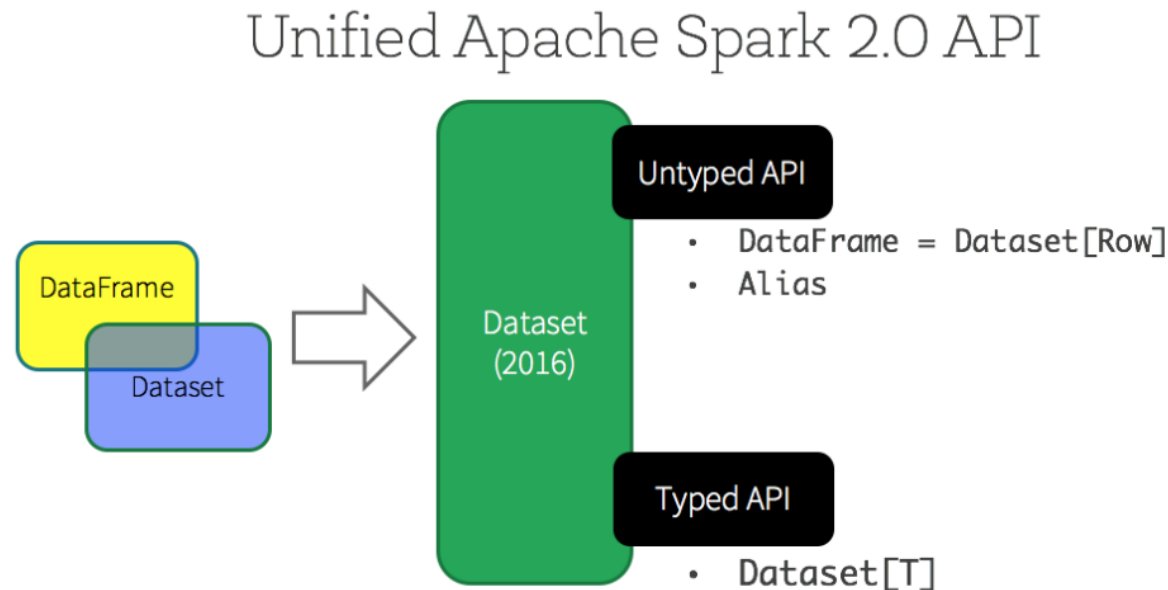 Unified Apache Spark 2.0 API
Untyped API
• DataFrame = Dataset[Row]
• Alias
DataFrame
Dataset
Dataset
(2016)
Typed API
• Dataset[T]